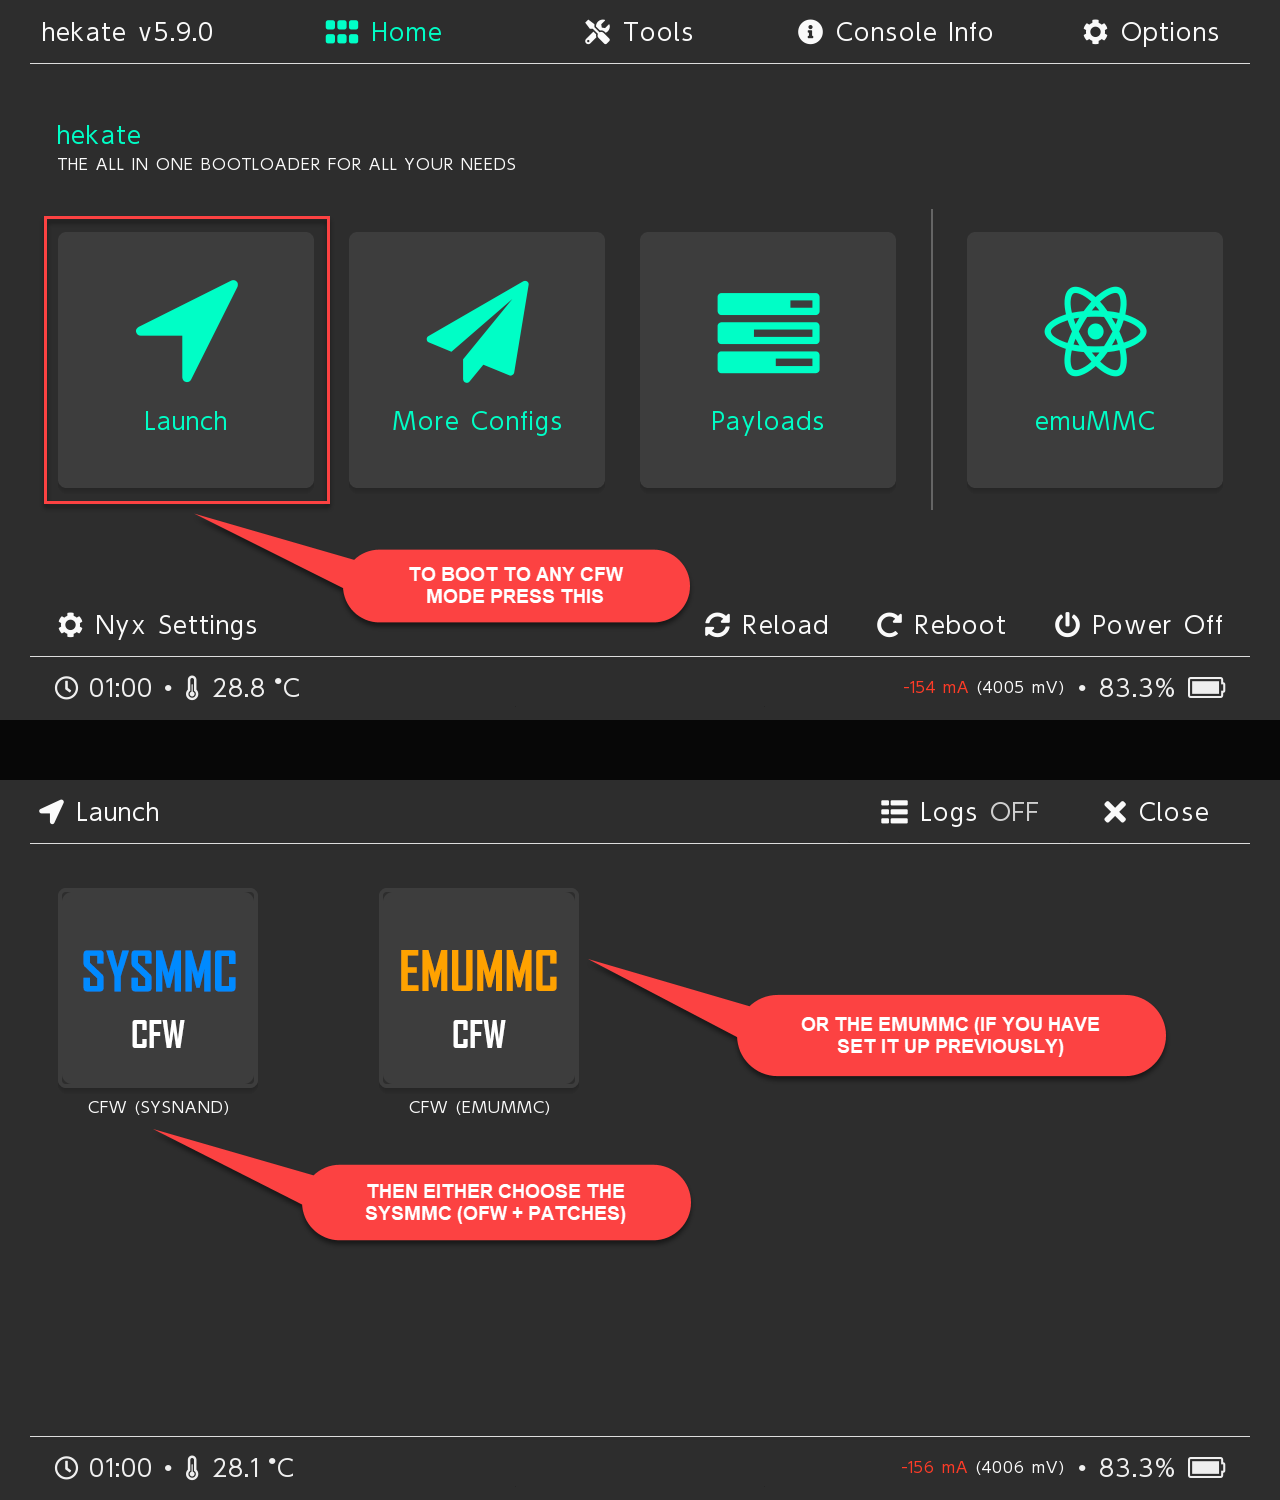 hekate v5.9.0 Home Tools Console Info Options
hekate
THE ALL IN ONE BOOTLOADER FOR ALL YOUR NEEDS
Launch More Configs Payloads emuMMC
TO BOOT TO ANY CFW
MODE PRESS THIS
Nyx Settings Reload Reboot Power Off
01:00 • 28.8 °C -154 mA (4005 mV) • 83.3%
Launch Logs OFF Close
SYSMMC EMUMMC
CFW CFW
OR THE EMUMMC (IF YOU HAVE
SET IT UP PREVIOUSLY)
CFW (SYSNAND) CFW (EMUMMC)
THEN EITHER CHOOSE THE
SYSMMC (OFW + PATCHES)
01:00 • 28.1 °C -156 mA (4006 mV) • 83.3%